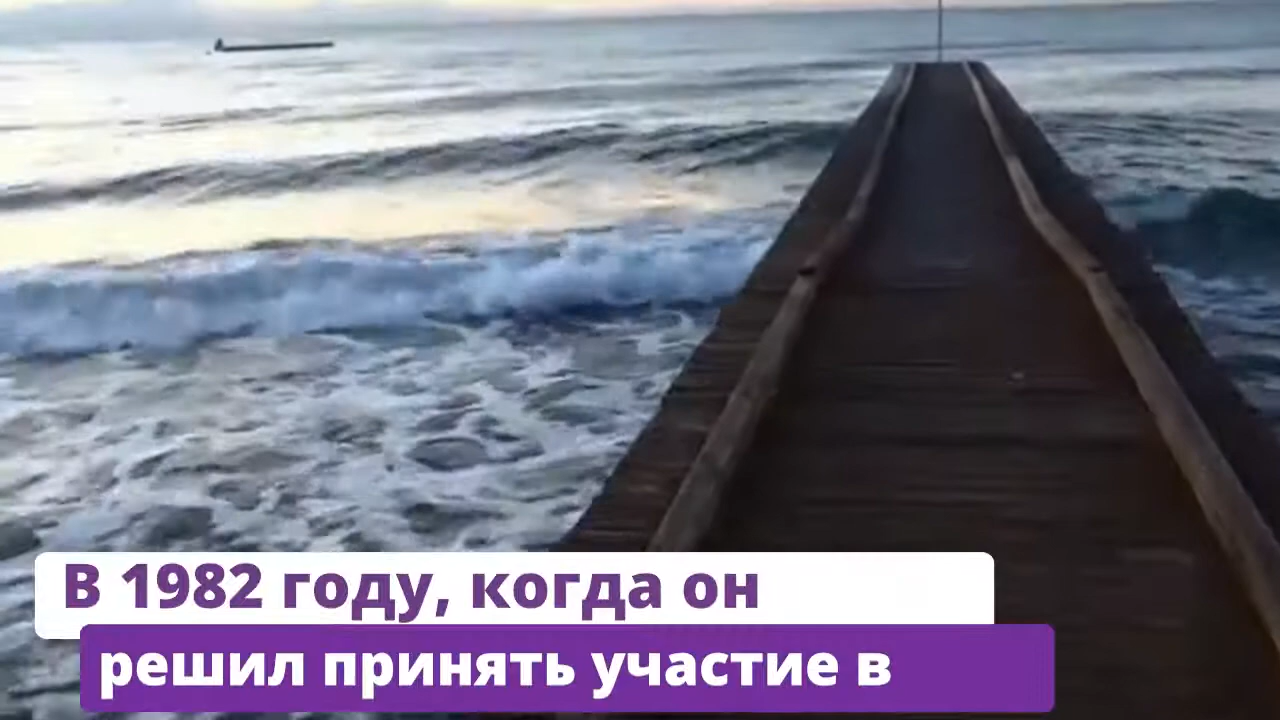 В 1982 году, когда он
решил принять участие в